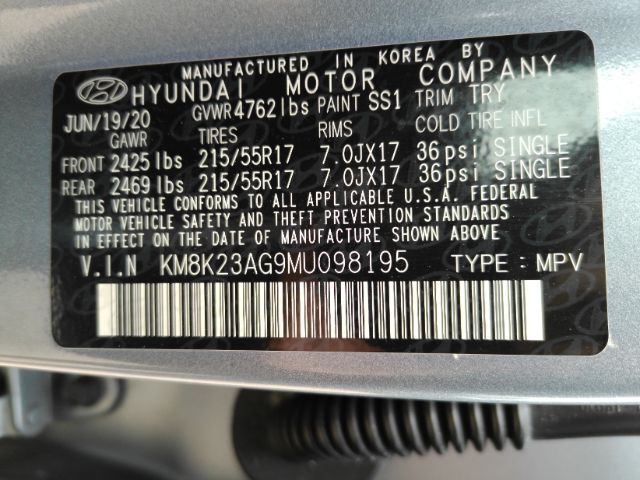 MANUFACTURED IN KOREA BY
HYUNDAI MOTOR COMPANY
JUN/19/20 GVWR 4762 lbs PAINT SS1 TRIM TRY
GAWR TIRES RIMS COLD TIRE INFL
FRONT 2425 lbs 215/55R17 7.0JX17 36 psi SINGLE
REAR 2469 lbs 215/55R17 7.0JX17 36 psi SINGLE
THIS VEHICLE CONFORMS TO ALL APPLICABLE U.S.A. FEDERAL
MOTOR VEHICLE SAFETY AND THEFT PREVENTION STANDARDS
IN EFFECT ON THE DATE OF MANUFACTURE SHOWN ABOVE
V.I.N KM8K23AG9MU098195 TYPE : MPV